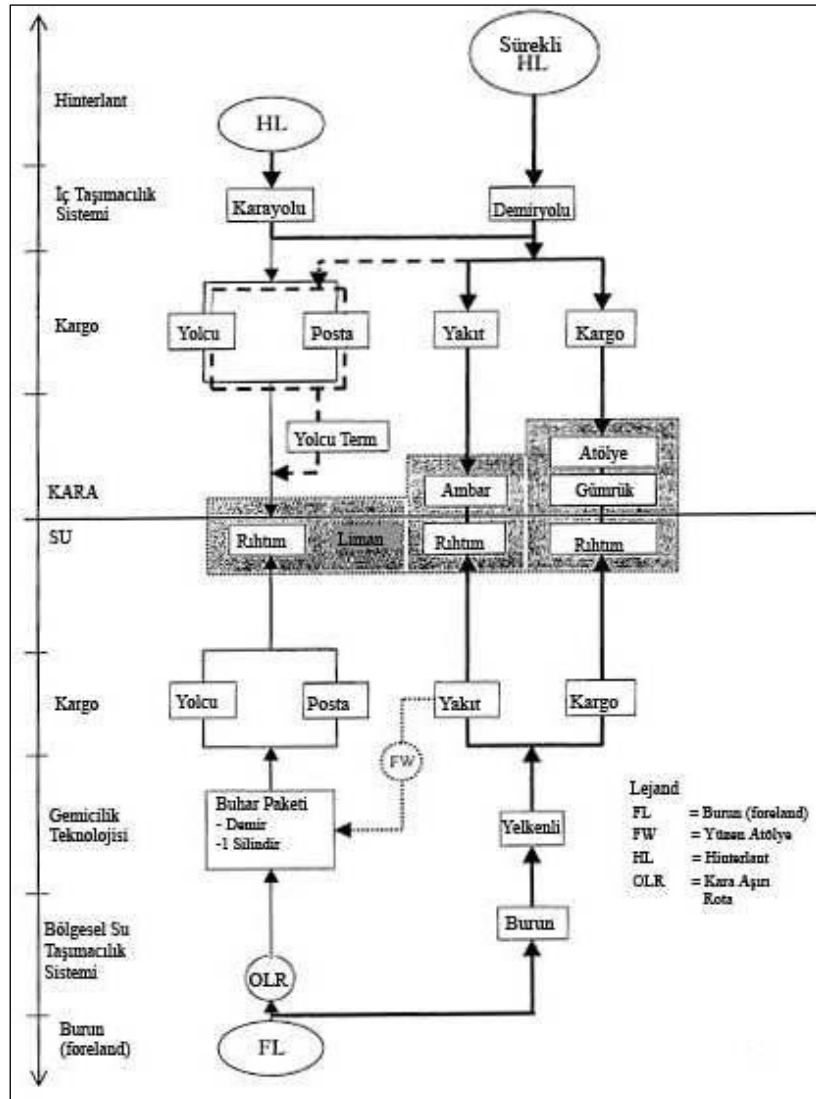 Sürekli
HL
Hinterlant
HL
İç Taşımacılık
Sistemi
Karayolu
Demiryolu
Kargo
Yolcu
Posta
Yakıt
Kargo
Yolcu Term
Atölye
Ambar
Gümrük
KARA
SU
Rıhtım
Liman
Rıhtım
Rıhtım
Kargo
Yolcu
Posta
Yakıt
Kargo
FW
Gemicilik
Teknolojisi
Buhar Paketi
- Demir
-1 Silindir
Yelkenli
Lejand
FL = Burun (foreland)
FW = Yüzen Atölye
HL = Hinterlant
OLR = Kara Aşırı
Rota
Bölgesel Su
Taşımacılık
Sistemi
Burun
OLR
Burun
(foreland)
FL